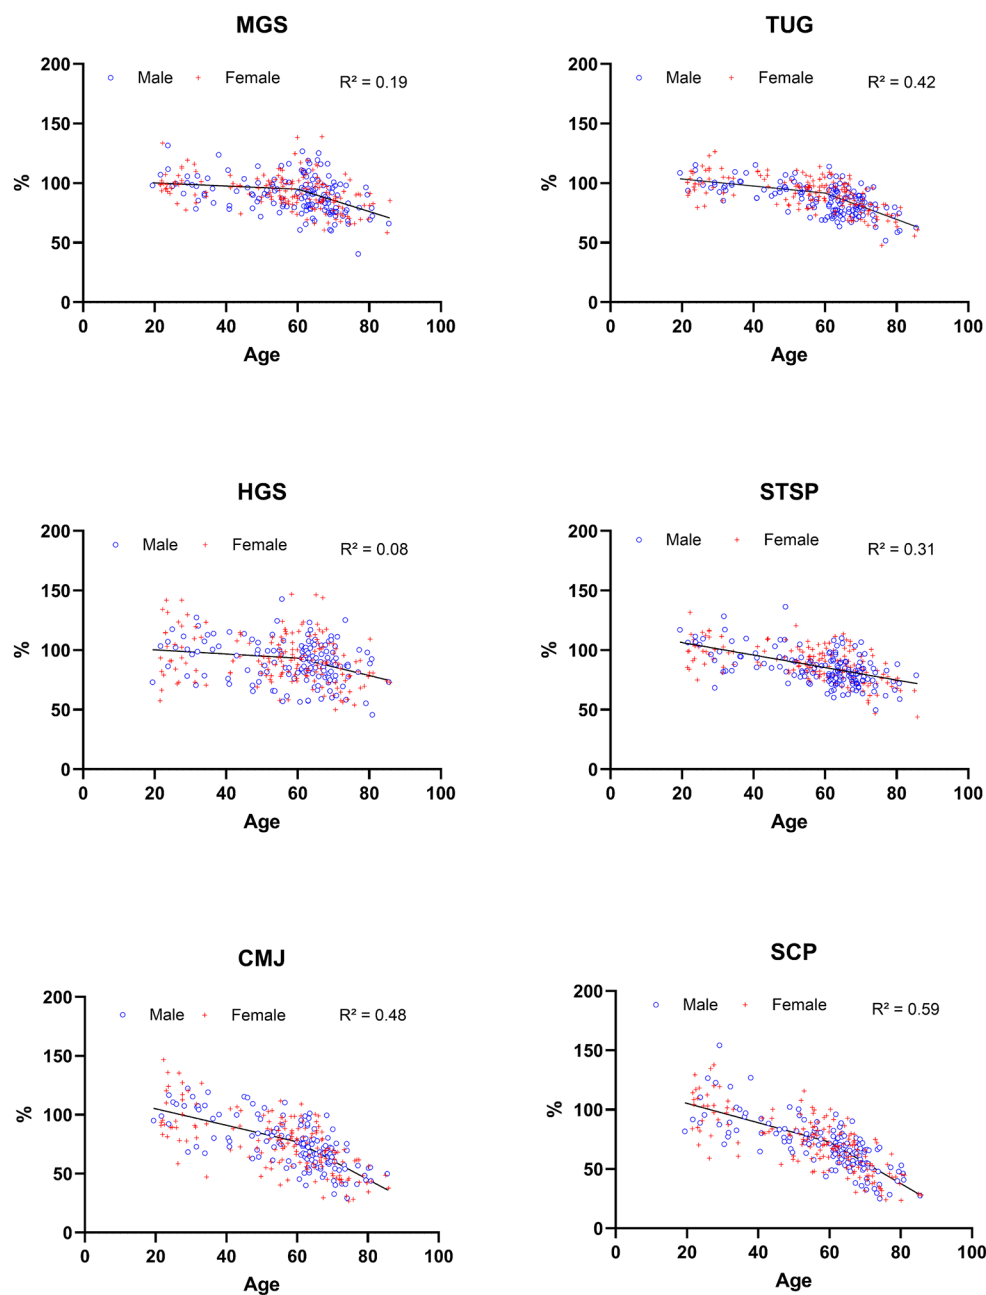 MGS
Male Female R² = 0.19
200
150
100
50
0
%
0 20 40 60 80 100
Age
TUG
Male Female R² = 0.42
200
150
100
50
0
%
0 20 40 60 80 100
Age
HGS
Male Female R² = 0.08
200
150
100
50
0
%
0 20 40 60 80 100
Age
STSP
Male Female R² = 0.31
200
150
100
50
0
%
0 20 40 60 80 100
Age
CMJ
Male Female R² = 0.48
200
150
100
50
0
%
0 20 40 60 80 100
Age
SCP
Male Female R² = 0.59
200
150
100
50
0
%
0 20 40 60 80 100
Age